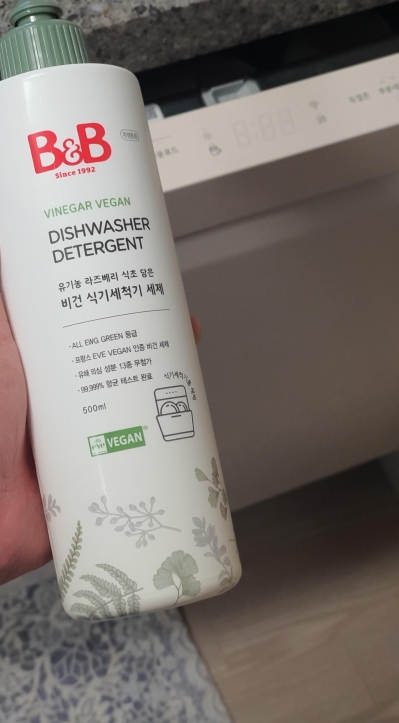 B&B
Since 1992
VINEGAR VEGAN
DISHWASHER
DETERGENT
유기농 라즈베리 식초 담은
비건 식기세척기 세제
· ALL EWG GREEN 등급
· 프랑스 EVE VEGAN 인증 비건 세제
· 유해 의심 성분 13종 무첨가
· 99.999% 항균 테스트 완료
500ml
VEGAN